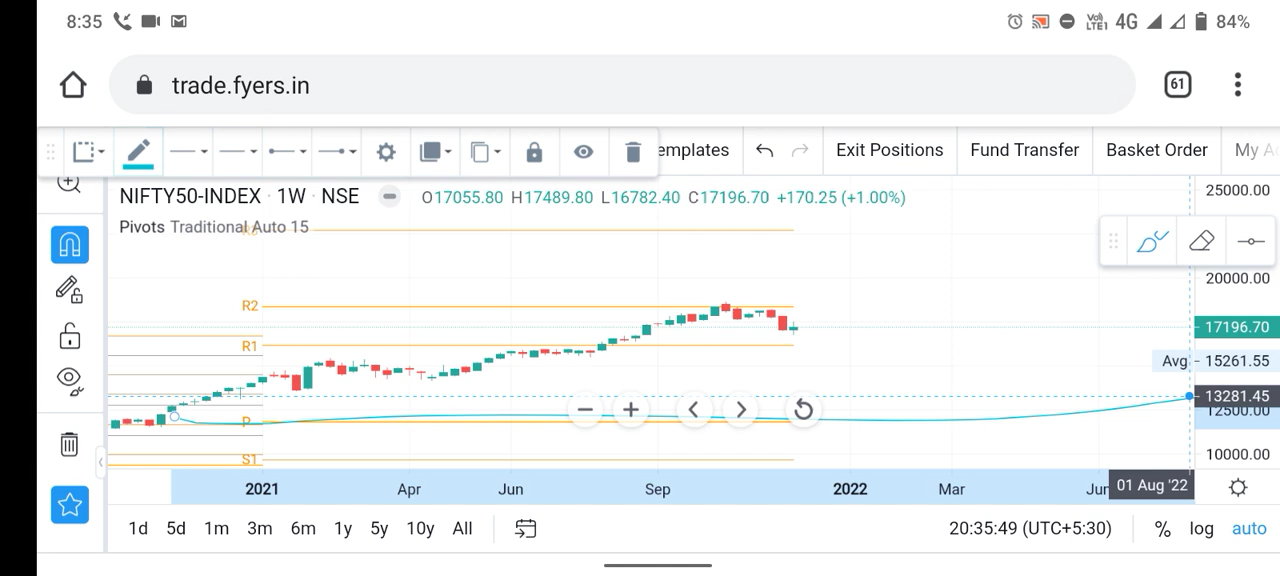 8:35 Vo) LTE1 4G 84%
trade.fyers.in 61
emplates Exit Positions Fund Transfer Basket Order My A
NIFTY50-INDEX · 1W · NSE O17055.80 H17489.80 L16782.40 C17196.70 +170.25 (+1.00%)
Pivots Traditional Auto 15
25000.00
20000.00
R2
17196.70
R1
Avg 15261.55
13281.45
12500.00
P
S1
10000.00
2021 Apr Jun Sep 2022 Mar Jun 01 Aug '22
1d 5d 1m 3m 6m 1y 5y 10y All 20:35:49 (UTC+5:30) % log auto